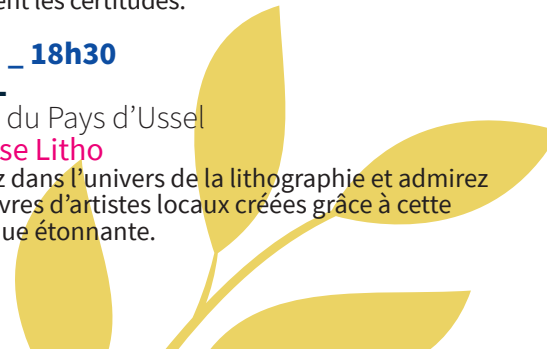 ent les certitudes.
_ 18h30
du Pays d'Ussel
se Litho
z dans l'univers de la lithographie et admirez
vres d'artistes locaux créées grâce à cette
ue étonnante.